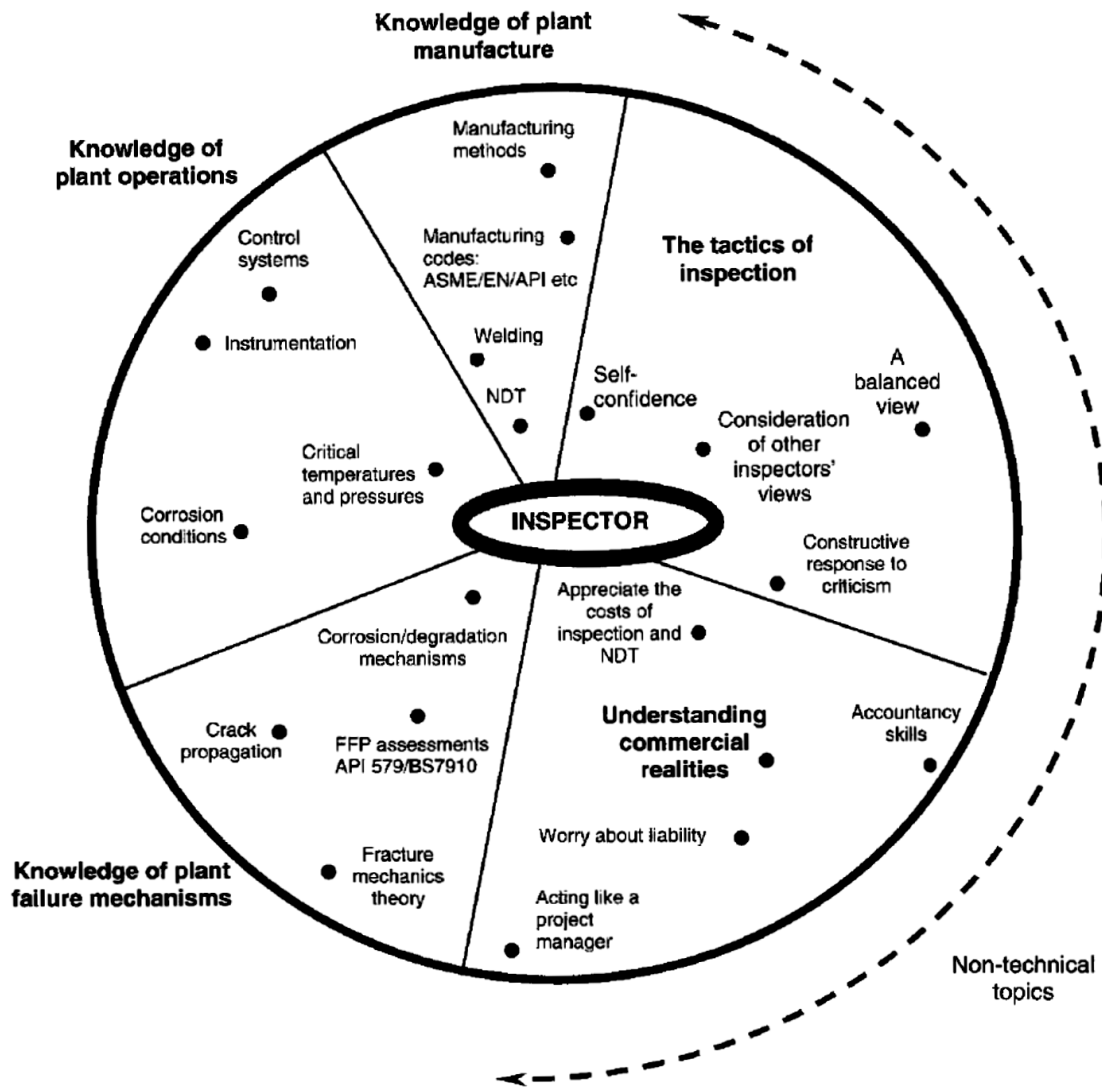 Knowledge of plant
manufacture
Knowledge of
plant operations
Manufacturing
methods
Manufacturing
codes:
ASME/EN/API etc
Welding
NDT
Control
systems
Instrumentation
Critical
temperatures
and pressures
Corrosion
conditions
The tactics of
inspection
Self-
confidence
A
balanced
view
Consideration
of other
inspectors'
views
Constructive
response to
criticism
INSPECTOR
Corrosion/degradation
mechanisms
Crack
propagation
FFP assessments
API 579/BS7910
Fracture
mechanics
theory
Knowledge of plant
failure mechanisms
Appreciate the
costs of
inspection and
NDT
Understanding
commercial
realities
Accountancy
skills
Worry about liability
Acting like a
project
manager
Non-technical
topics